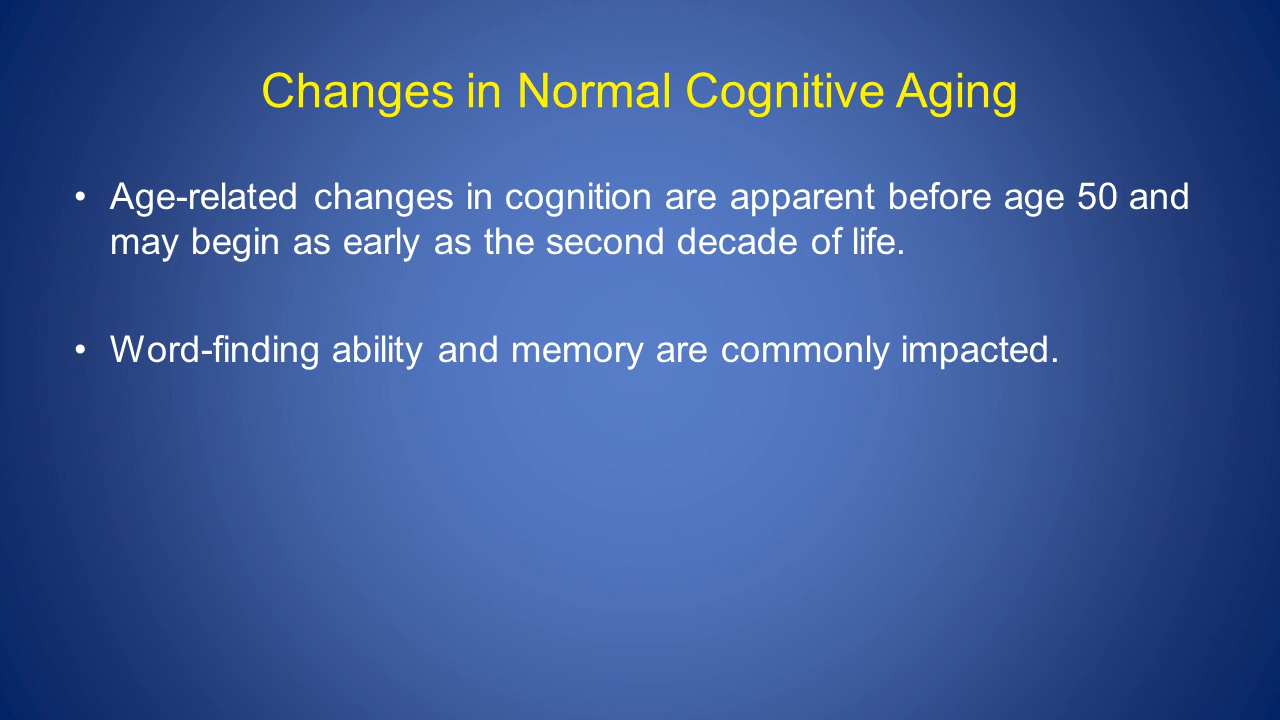 Changes in Normal Cognitive Aging
• Age-related changes in cognition are apparent before age 50 and
may begin as early as the second decade of life.
• Word-finding ability and memory are commonly impacted.